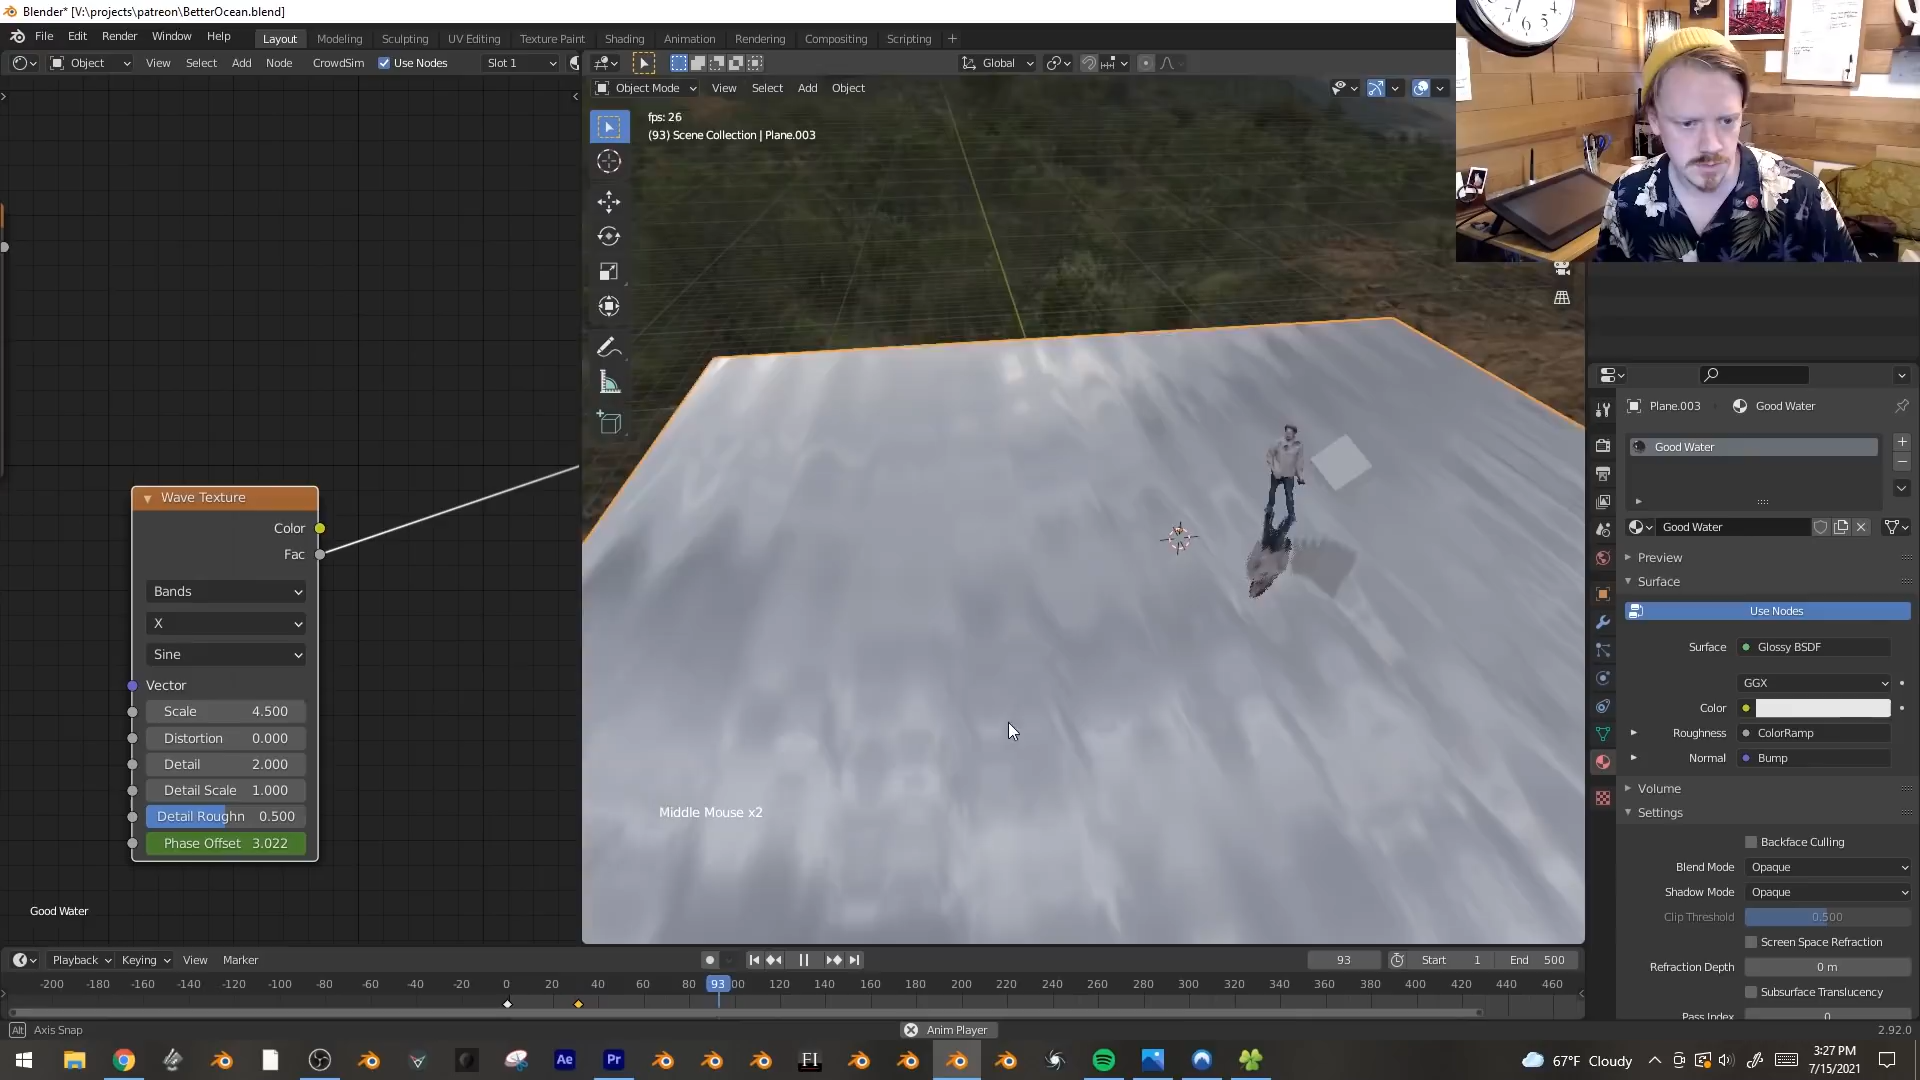 Blender* [V:\projects\patreon\BetterOcean.blend]
File Edit Render Window Help Layout Modeling Sculpting UV Editing Texture Paint Shading Animation Rendering Compositing Scripting +
Object View Select Add Node CrowdSim Use Nodes Slot 1 Global
Object Mode View Select Add Object
fps: 26
(93) Scene Collection | Plane.003
Plane.003 Good Water
Good Water
Wave Texture
Color
Fac
Good Water
Bands
Preview
X
Surface
Use Nodes
Sine
Surface Glossy BSDF
Vector
GGX
Scale 4.500
Color
Distortion 0.000
Roughness ColorRamp
Detail 2.000
Normal Bump
Detail Scale 1.000
Volume
Detail Roughn 0.500
Middle Mouse x2
Settings
Phase Offset 3.022
Backface Culling
Blend Mode Opaque
Shadow Mode Opaque
Good Water
Clip Threshold 0.500
Screen Space Refraction
Playback Keying View Marker 93 Start 1 End 500
Refraction Depth 0 m
-200 -180 -160 -140 -120 -100 -80 -60 -40 -20 0 20 40 60 80 93 00 120 140 160 180 200 220 240 260 280 300 320 340 360 380 400 420 440 460
Subsurface Translucency
Pass Index 0
Alt Axis Snap Anim Player 2.92.0
Ae Pr FI 67°F Cloudy 3:27 PM
7/15/2021